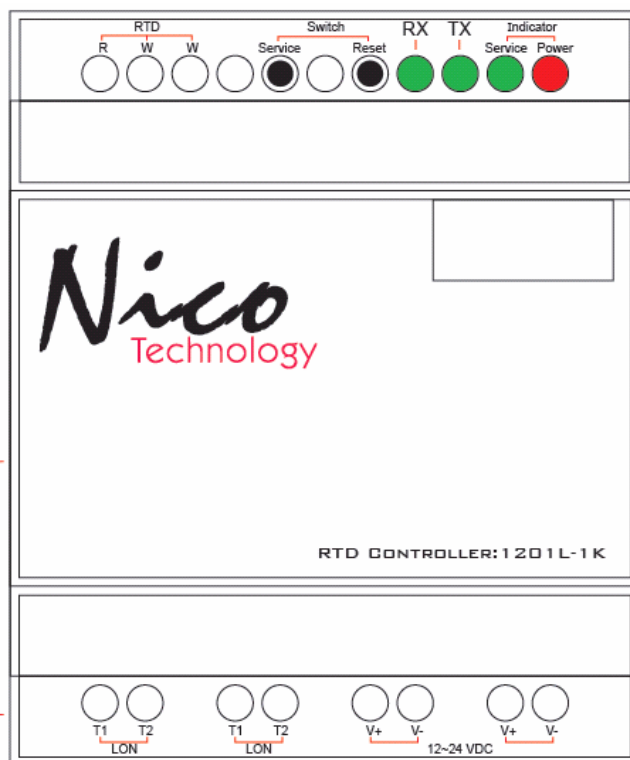 RTD Switch RX TX Indicator
R W W Service Reset Service Power
Nico
Technology
RTD CONTROLLER:1201L-1K
T1 T2 T1 T2 V+ V- V+ V-
LON LON 12~24 VDC